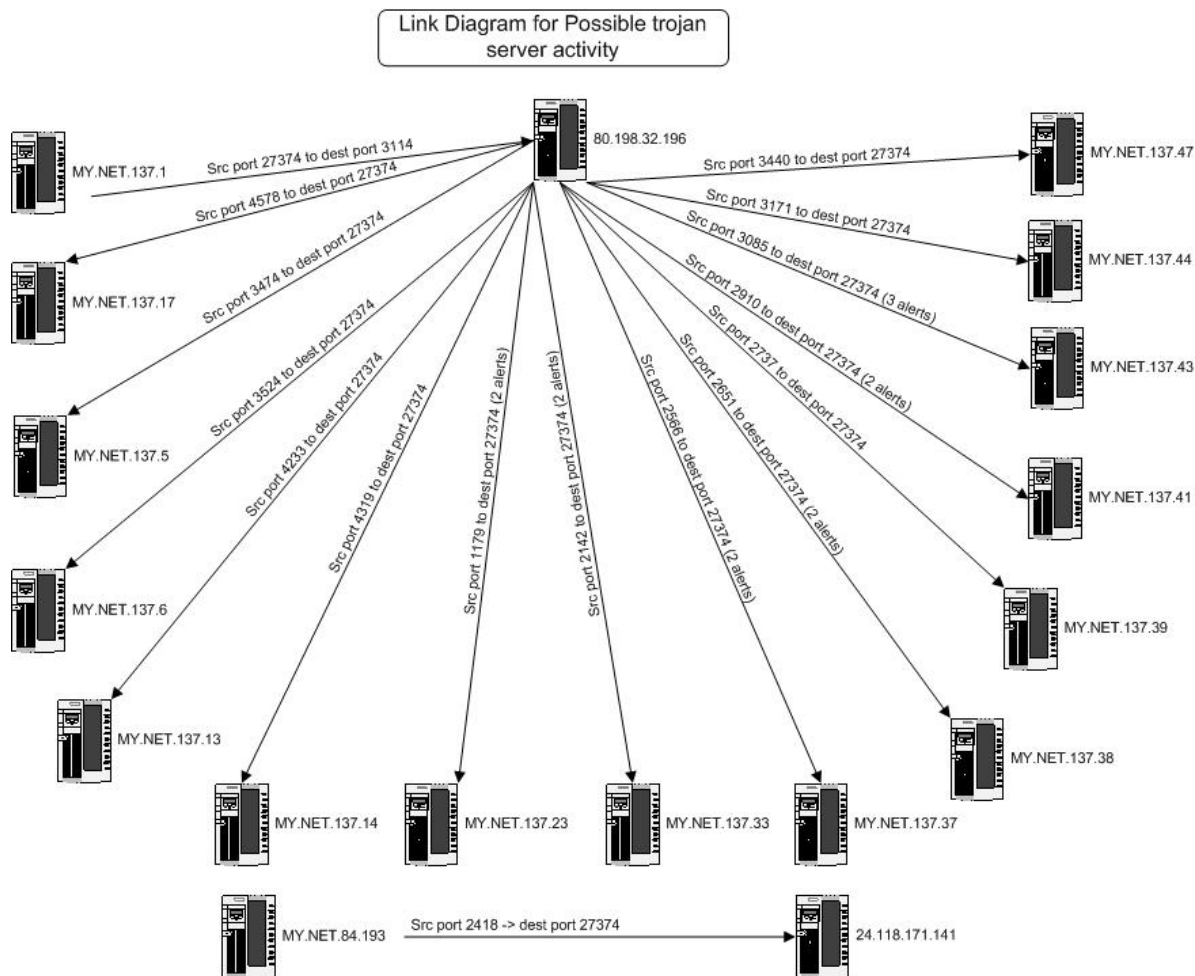 Link Diagram for Possible trojan
server activity
80.198.32.196
MY.NET.137.1
Src port 27374 to dest port 3114
Src port 4578 to dest port 27374
MY.NET.137.17
Src port 3474 to dest port 27374
MY.NET.137.5
Src port 3524 to dest port 27374
MY.NET.137.6
Src port 4233 to dest port 27374
MY.NET.137.13
Src port 4319 to dest port 27374
MY.NET.137.14
Src port 1179 to dest port 27374 (2 alerts)
MY.NET.137.23
Src port 2142 to dest port 27374 (2 alerts)
MY.NET.137.33
Src port 2566 to dest port 27374 (2 alerts)
MY.NET.137.37
Src port 2651 to dest port 27374 (2 alerts)
MY.NET.137.38
Src port 2737 to dest port 27374
MY.NET.137.39
Src port 2910 to dest port 27374 (2 alerts)
MY.NET.137.41
Src port 3085 to dest port 27374 (3 alerts)
MY.NET.137.43
Src port 3171 to dest port 27374
MY.NET.137.44
Src port 3440 to dest port 27374
MY.NET.137.47
MY.NET.84.193
Src port 2418 -> dest port 27374
24.118.171.141